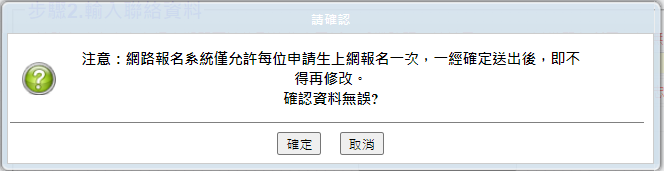 步驟2.輸入聯絡資料
請確認
注意：網路報名系統僅允許每位申請生上網報名一次，一經確定送出後，即不
得再修改。
確認資料無誤?
確定
取消